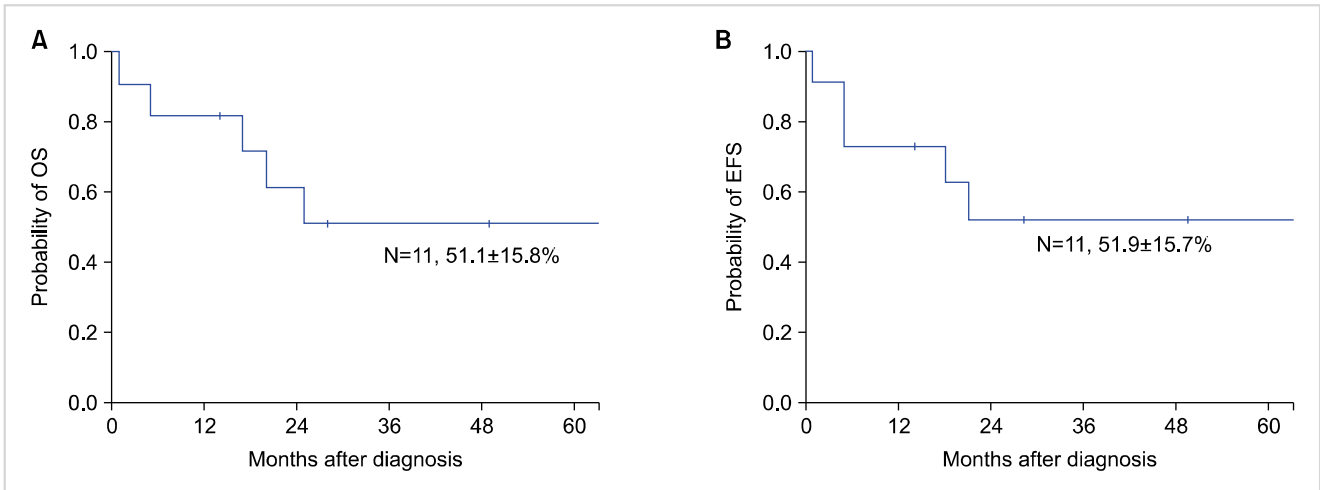 A
1.0
0.8
0.6
0.4
0.2
0.0
Probability of OS
N=11, 51.1±15.8%
0 12 24 36 48 60
Months after diagnosis
B
1.0
0.8
0.6
0.4
0.2
0.0
Probability of EFS
N=11, 51.9±15.7%
0 12 24 36 48 60
Months after diagnosis